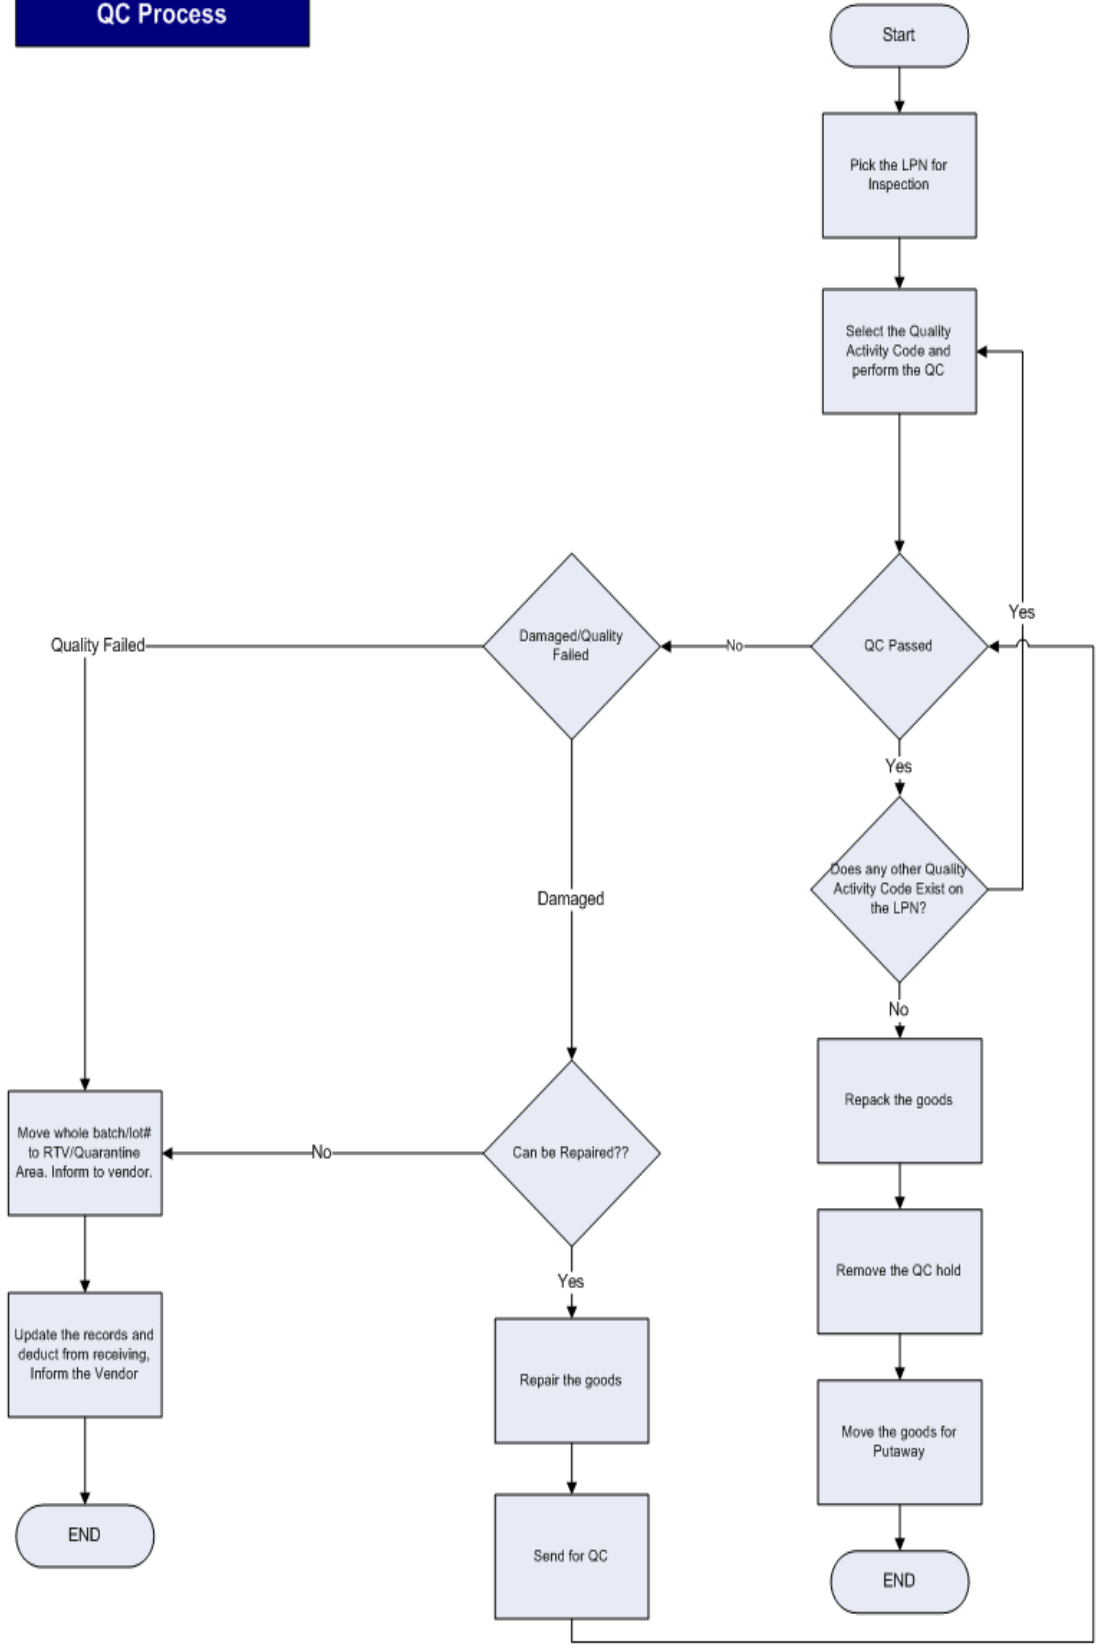 QC Process
Start
Pick the LPN for
Inspection
Select the Quality
Activity Code and
perform the QC
Yes
Quality Failed
Damaged/Quality
Failed
No
QC Passed
Yes
Does any other Quality
Activity Code Exist on
the LPN?
Damaged
No
Repack the goods
Move whole batch/lot#
to RTV/Quarantine
Area. Inform to vendor.
No
Can be Repaired??
Remove the QC hold
Yes
Update the records and
deduct from receiving,
Inform the Vendor
Repair the goods
Move the goods for
Putaway
END
Send for QC
END